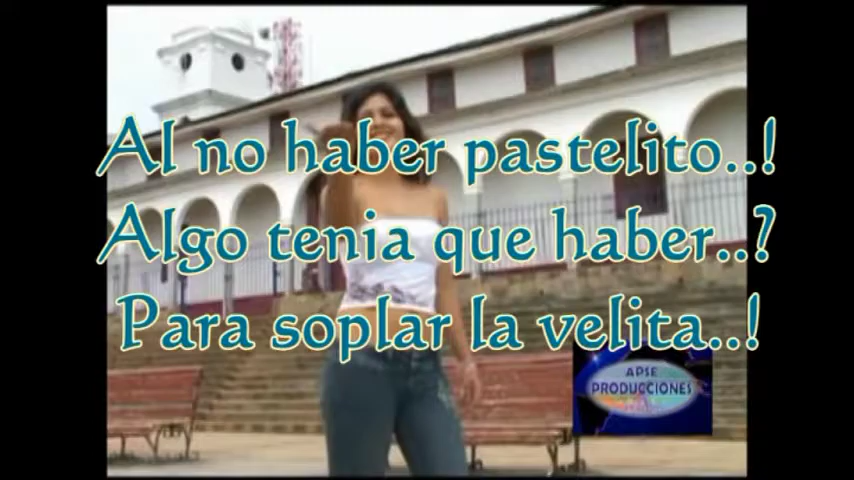 Al no haber pastelito..!
Algo tenia que haber..?
Para soplar la velita..!
APSE
PRODUCCIONES